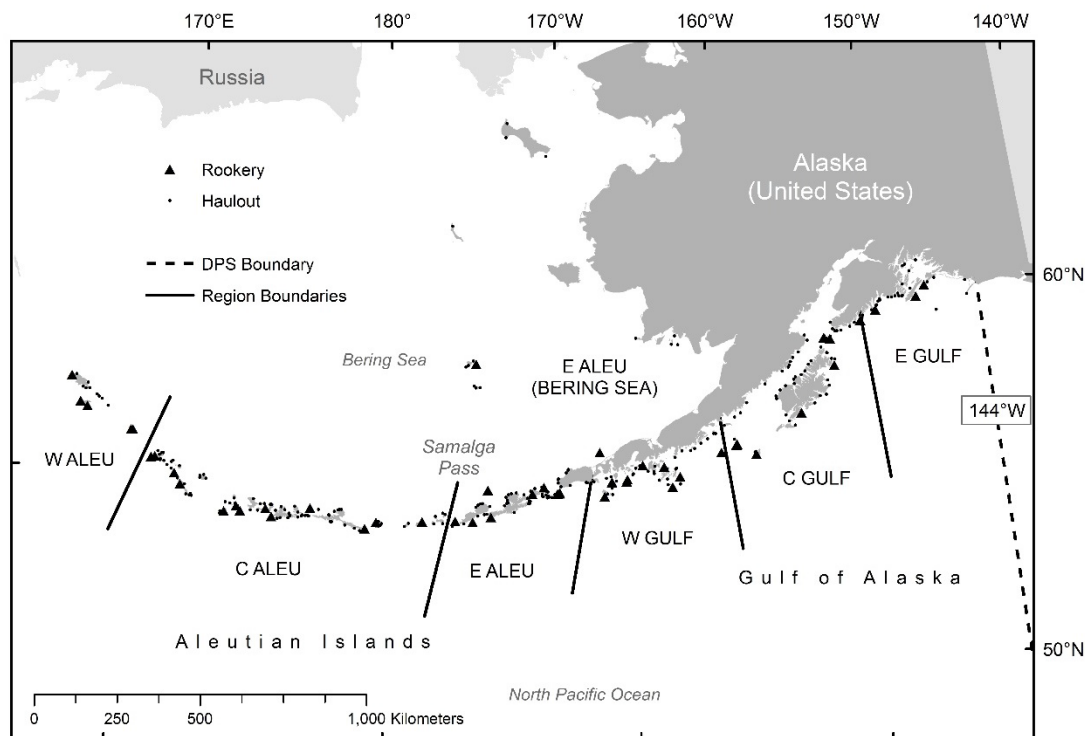 170°E
180°
170°W
160°W
150°W
140°W
Russia
Rookery
Haulout
Alaska
(United States)
DPS Boundary
Region Boundaries
60°N
Bering Sea
E ALEU
(BERING SEA)
E GULF
144°W
W ALEU
Samalga
Pass
C GULF
W GULF
C ALEU
E ALEU
Gulf of Alaska
Aleutian Islands
50°N
North Pacific Ocean
0 250 500 1,000 Kilometers